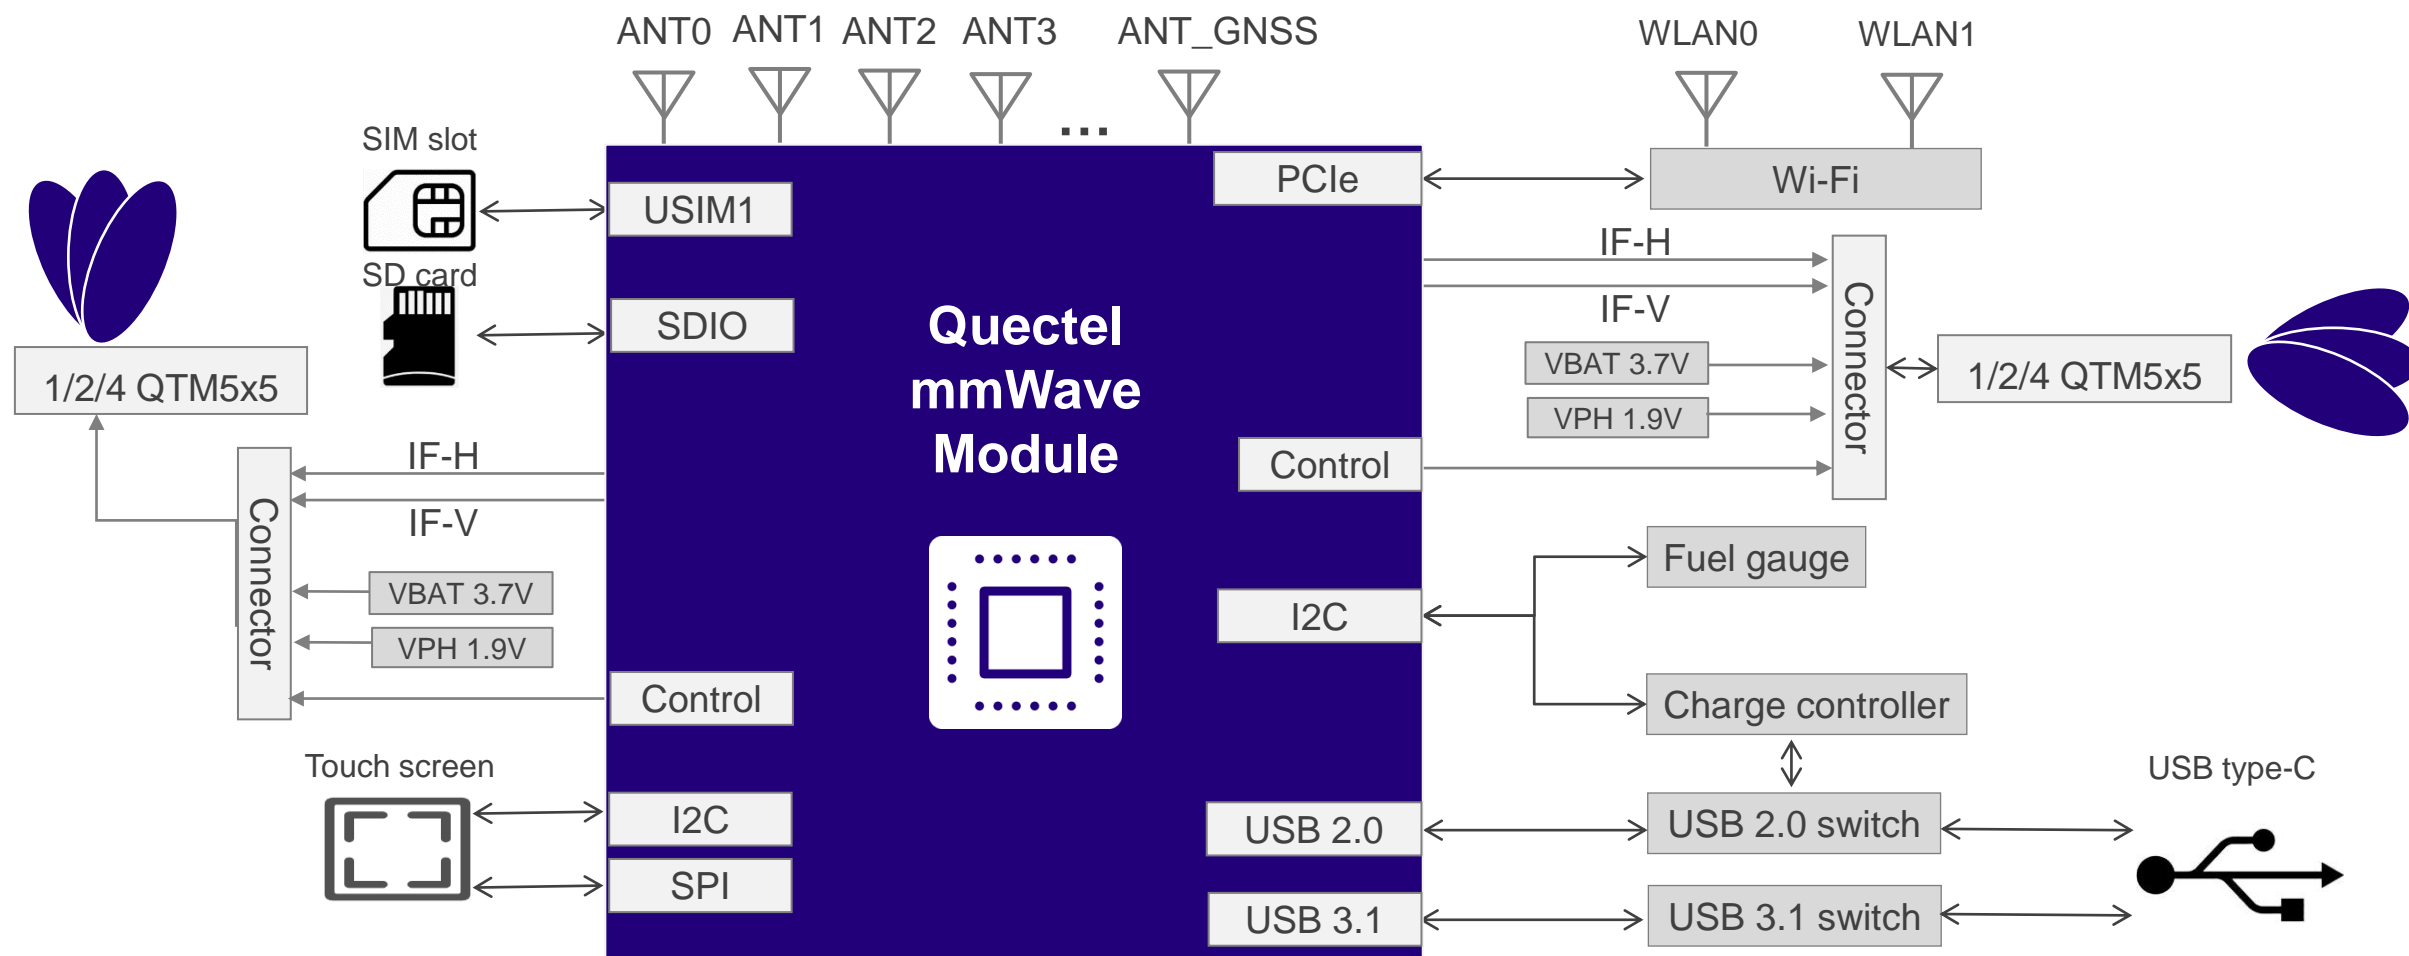 ANT0
ANT1
ANT2
ANT3
...
ANT_GNSS
WLAN0
WLAN1
SIM slot
USIM1
PCIe
Wi-Fi
SD card
SDIO
1/2/4 QTM5x5
IF-H
IF-V
VBAT 3.7V
VPH 1.9V
Connector
Control
Touch screen
I2C
SPI
Quectel
mmWave
Module
IF-H
IF-V
VBAT 3.7V
VPH 1.9V
Connector
1/2/4 QTM5x5
Control
I2C
Fuel gauge
Charge controller
USB type-C
USB 2.0
USB 2.0 switch
USB 3.1
USB 3.1 switch